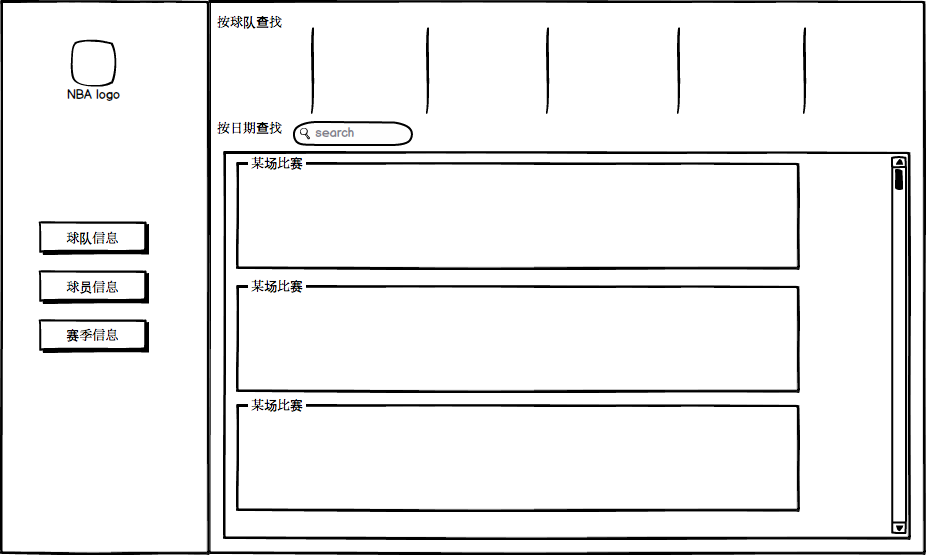 NBA logo
球队信息
球员信息
赛季信息
按球队查找
按日期查找
search
某场比赛
某场比赛
某场比赛